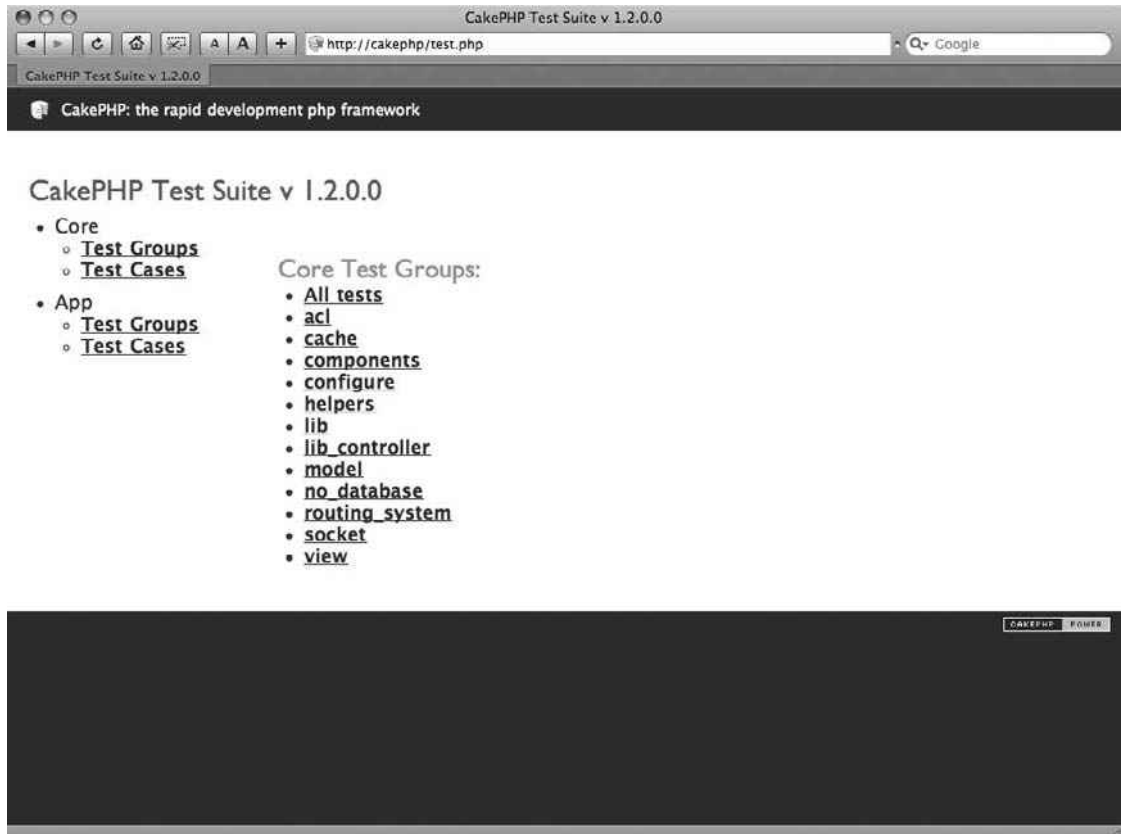 CakePHP Test Suite v 1.2.0.0
A A + http://cakephp/test.php Google
CakePHP Test Suite v 1.2.0.0
CakePHP: the rapid development php framework
CakePHP Test Suite v 1.2.0.0
Core
Test Groups
Test Cases
App
Test Groups
Test Cases
Core Test Groups:
All tests
acl
cache
components
configure
helpers
lib
lib_controller
model
no_database
routing_system
socket
view
CAKEPHP POWER